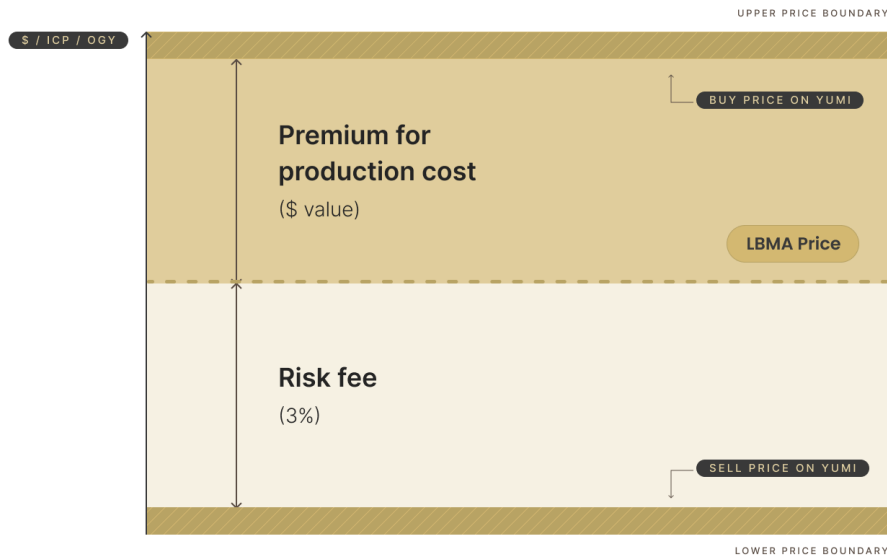 UPPER PRICE BOUNDARY
$ / ICP / OGY
BUY PRICE ON YUMI
Premium for
production cost
($ value)
LBMA Price
Risk fee
(3%)
SELL PRICE ON YUMI
LOWER PRICE BOUNDARY